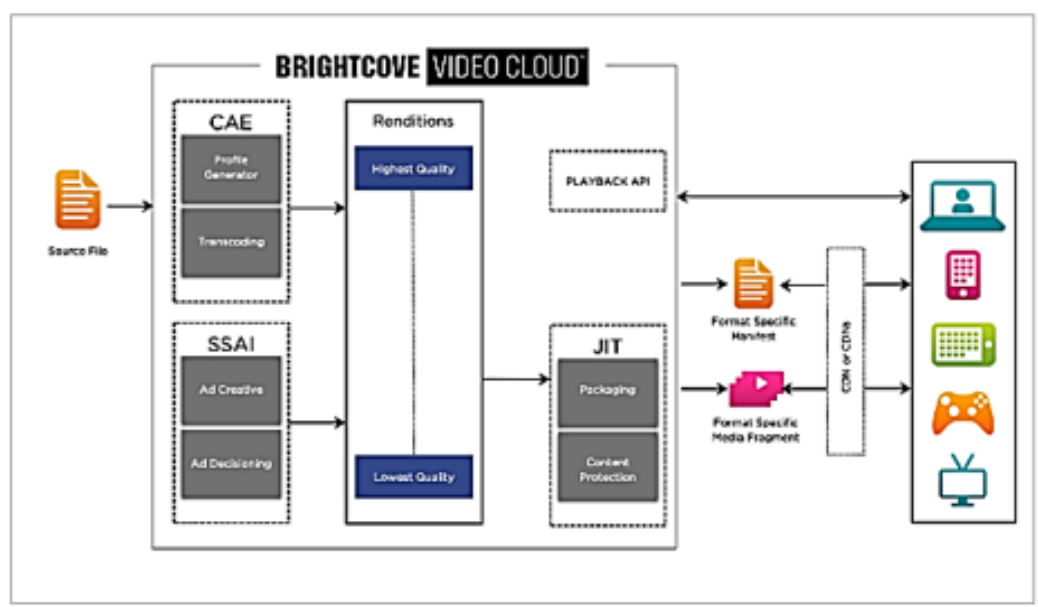 BRIGHTCOVE VIDEO CLOUD
CAE
Profile
Generator
Transcoding
Renditions
Highest Quality
Lowest Quality
Source File
SSAI
Ad Creative
Ad Decisioning
JIT
Packaging
Content
Protection
PLAYBACK API
Format Specific
Manifest
Format Specific
Media Fragment
CDN or CDNs